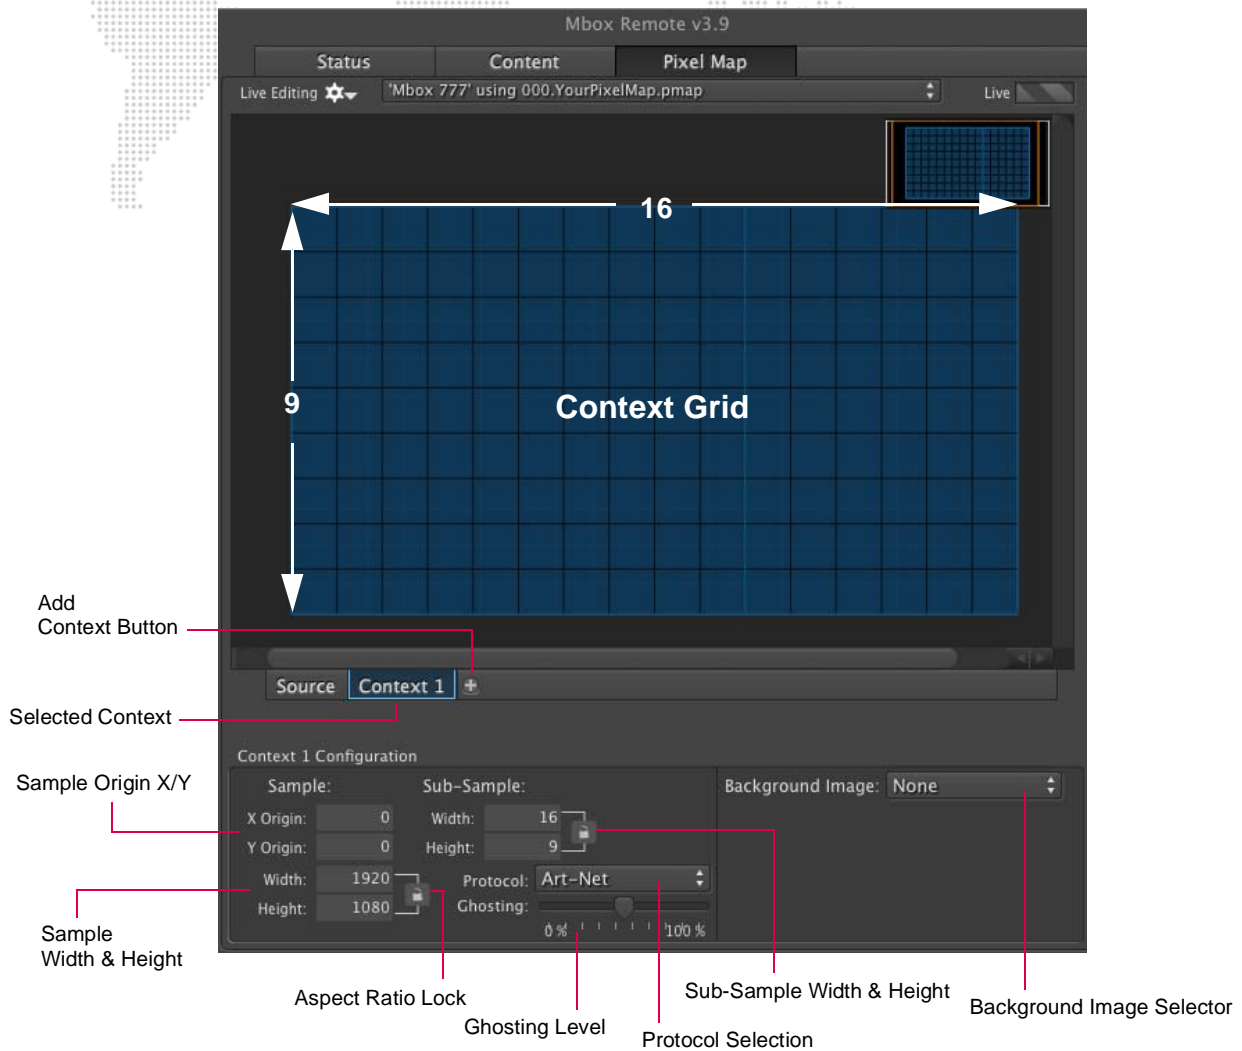 Mbox Remote v3.9
Status Content Pixel Map
Live Editing 'Mbox 777' using 000.YourPixelMap.pmap Live
16
9
Context Grid
Add
Context Button
Source Context 1 +
Selected Context
Context 1 Configuration
Sample Origin X/Y
Sample: Sub-Sample: Background Image: None
X Origin: 0 Width: 16
Y Origin: 0 Height: 9
Width: 1920 Protocol: Art-Net
Height: 1080 Ghosting:
0 % 100 %
Sample
Width & Height
Aspect Ratio Lock
Sub-Sample Width & Height
Background Image Selector
Ghosting Level
Protocol Selection